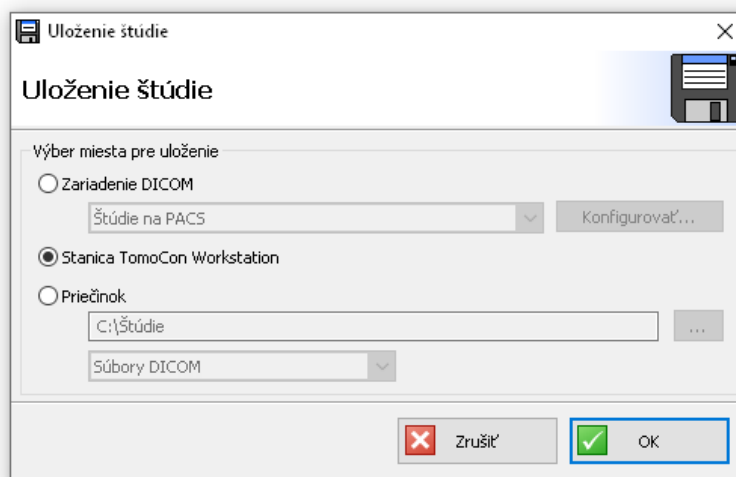 Uloženie štúdie
Uloženie štúdie
Výber miesta pre uloženie
Zariadenie DICOM
Štúdie na PACS
Konfigurovať...
Stanica TomoCon Workstation
Priečinok
C:\Štúdie
...
Súbory DICOM
Zrušiť
OK